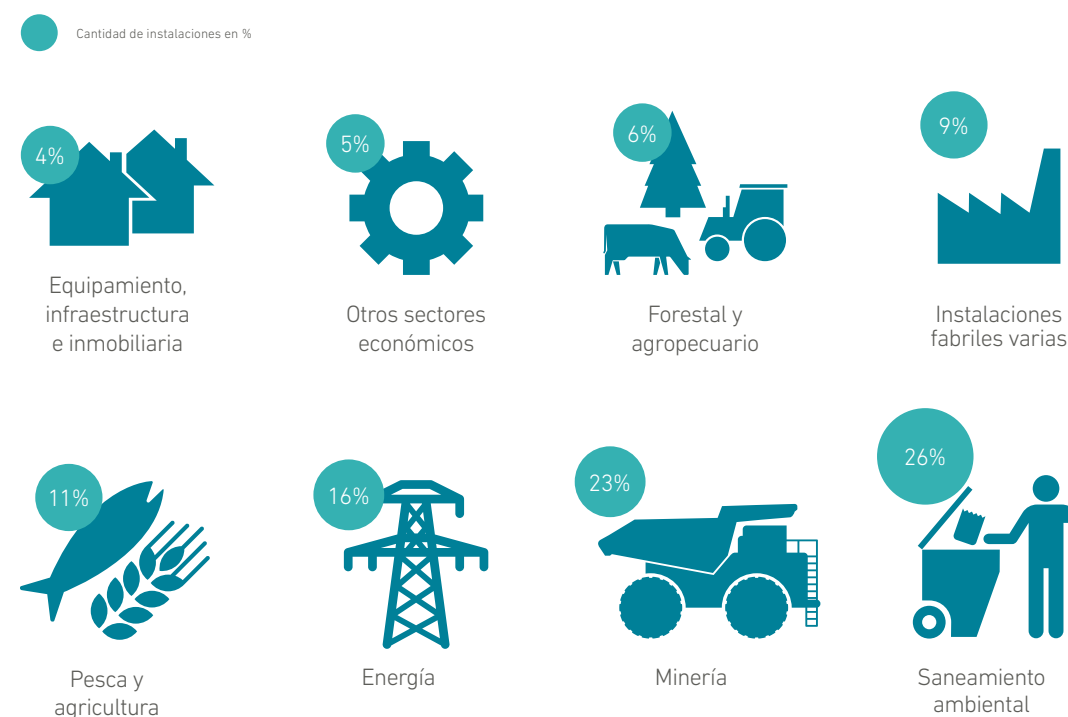 Cantidad de instalaciones en %
4%
Equipamiento,
infraestructura
e inmobiliaria
5%
Otros sectores
económicos
6%
Forestal y
agropecuario
9%
Instalaciones
fabriles varias
11%
Pesca y
agricultura
16%
Energía
23%
Minería
26%
Saneamiento
ambiental